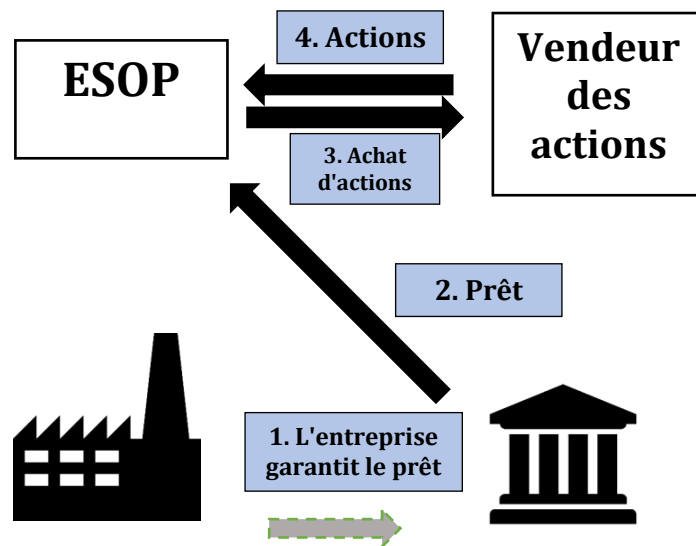 4. Actions
ESOP
Vendeur
des
actions
3. Achat
d'actions
2. Prêt
1. L'entreprise
garantit le prêt